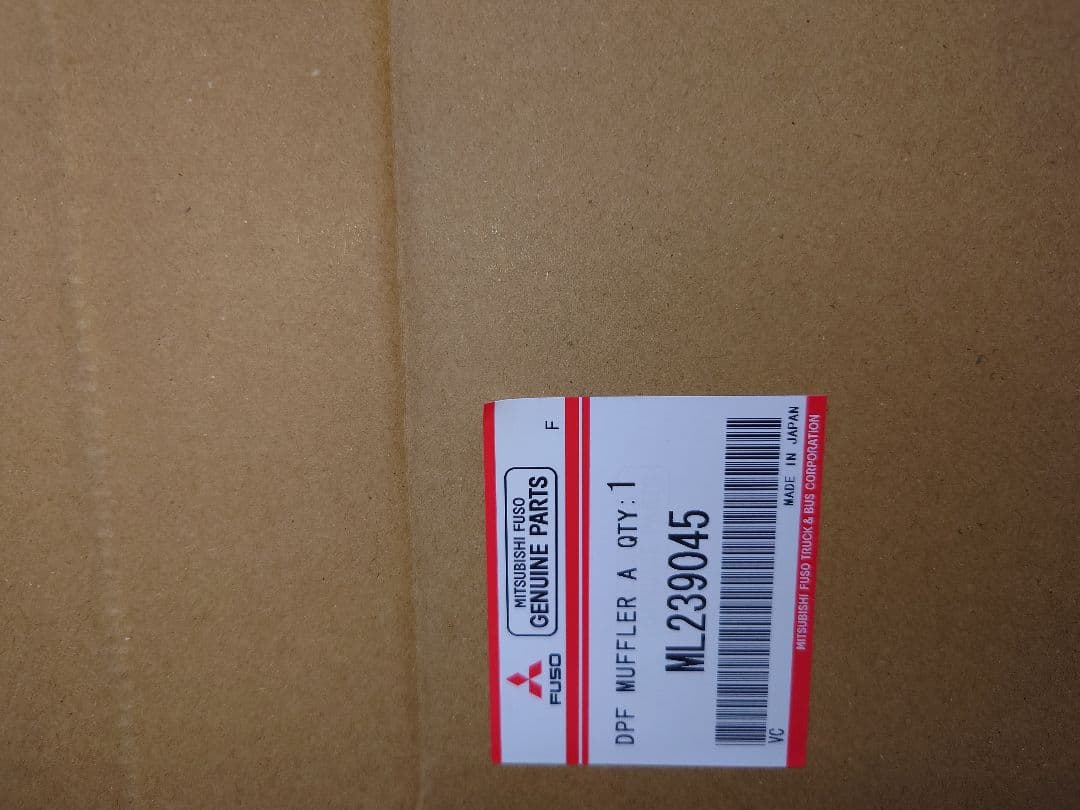 FUSO
MITSUBISHI FUSO
GENUINE PARTS
F
DPF MUFFLER A QTY:1
ML239045
VC
MADE IN JAPAN
MITSUBISHI FUSO TRUCK & BUS CORPORATION